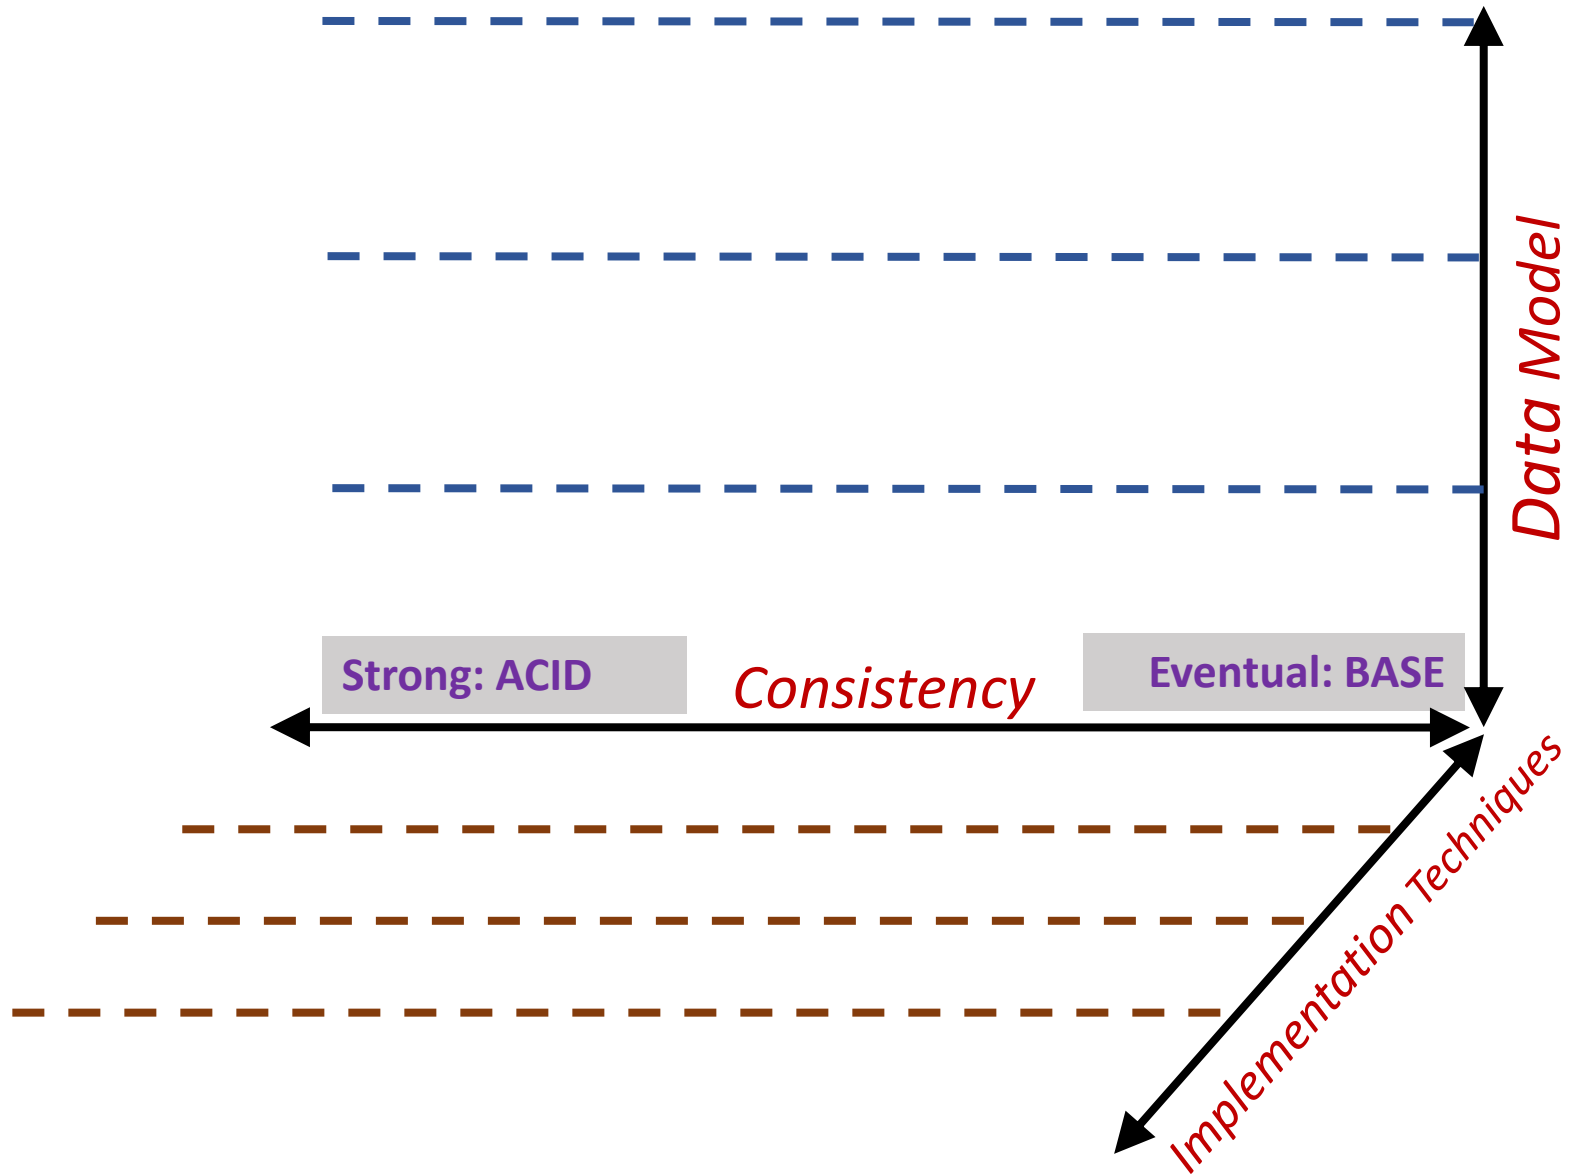 Data Model
Strong: ACID
Consistency
Eventual: BASE
Implementation Techniques